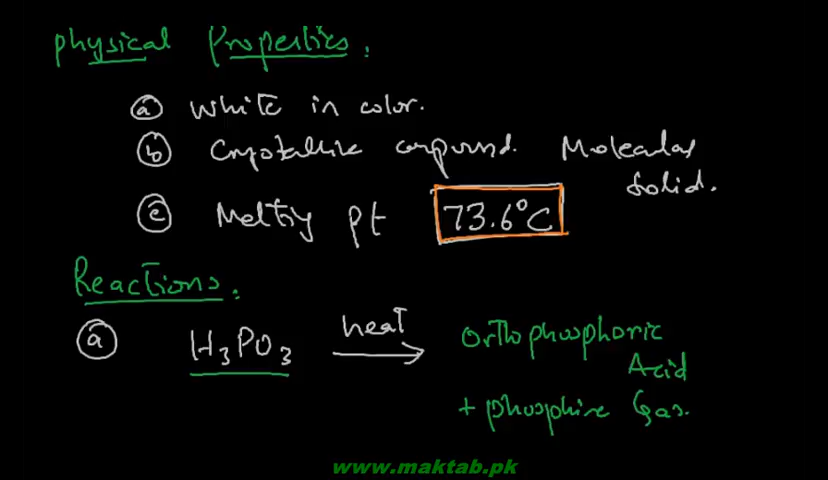 Physical Properties:
(a) White in color.
(b) Crystalline compound. Molecular Solid.
(c) Melting pt 73.6°C
Reactions:
(a) H₃PO₃ heat → Orthophosphoric Acid
+ phosphine Gas.
www.maktab.pk